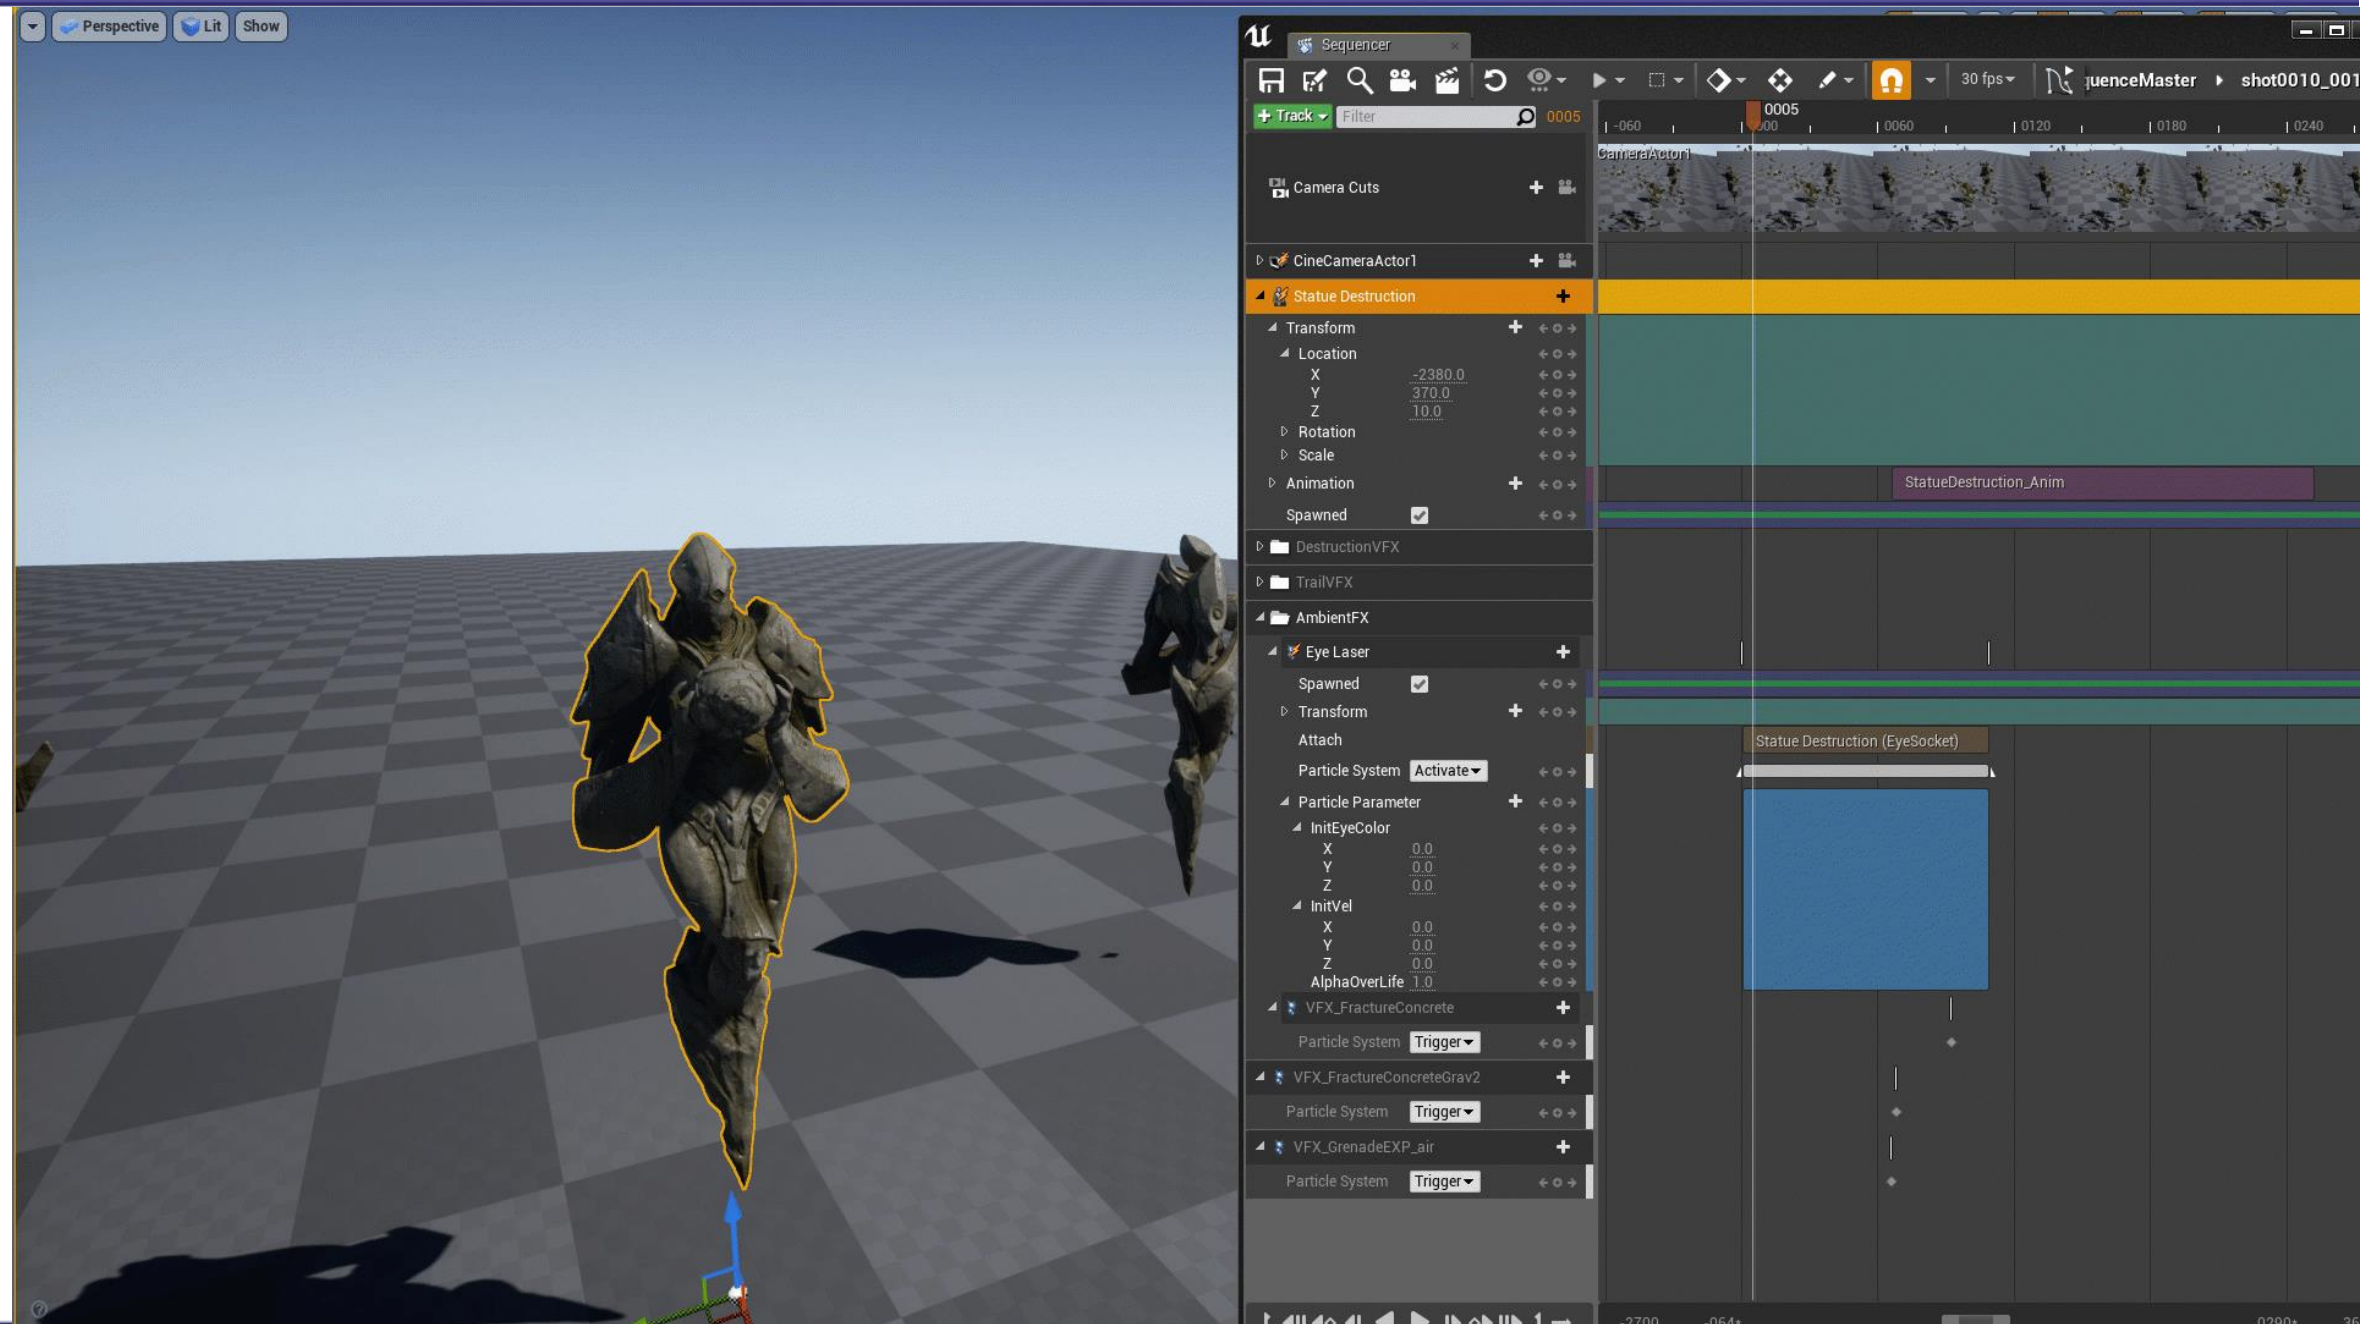 Perspective
Lit
Show
Sequencer
30 fps
uenceMaster
shot0010_001
Track
Filter
0005
0005
-060
0060
0120
0180
0240
CameraActor1
Camera Cuts
CineCameraActor1
Statue Destruction
Transform
Location
X -2380.0
Y 370.0
Z 10.0
Rotation
Scale
Animation
StatueDestruction_Anim
Spawned
DestructionVFX
TrailVFX
AmbientFX
Eye Laser
Spawned
Transform
Attach
Statue Destruction (EyeSocket)
Particle System Activate
Particle Parameter
InitEyeColor
X 0.0
Y 0.0
Z 0.0
InitVel
X 0.0
Y 0.0
Z 0.0
AlphaOverLife 1.0
VFX_FractureConcrete
Particle System Trigger
VFX_FractureConcreteGrav2
Particle System Trigger
VFX_GrenadeEXP_air
Particle System Trigger